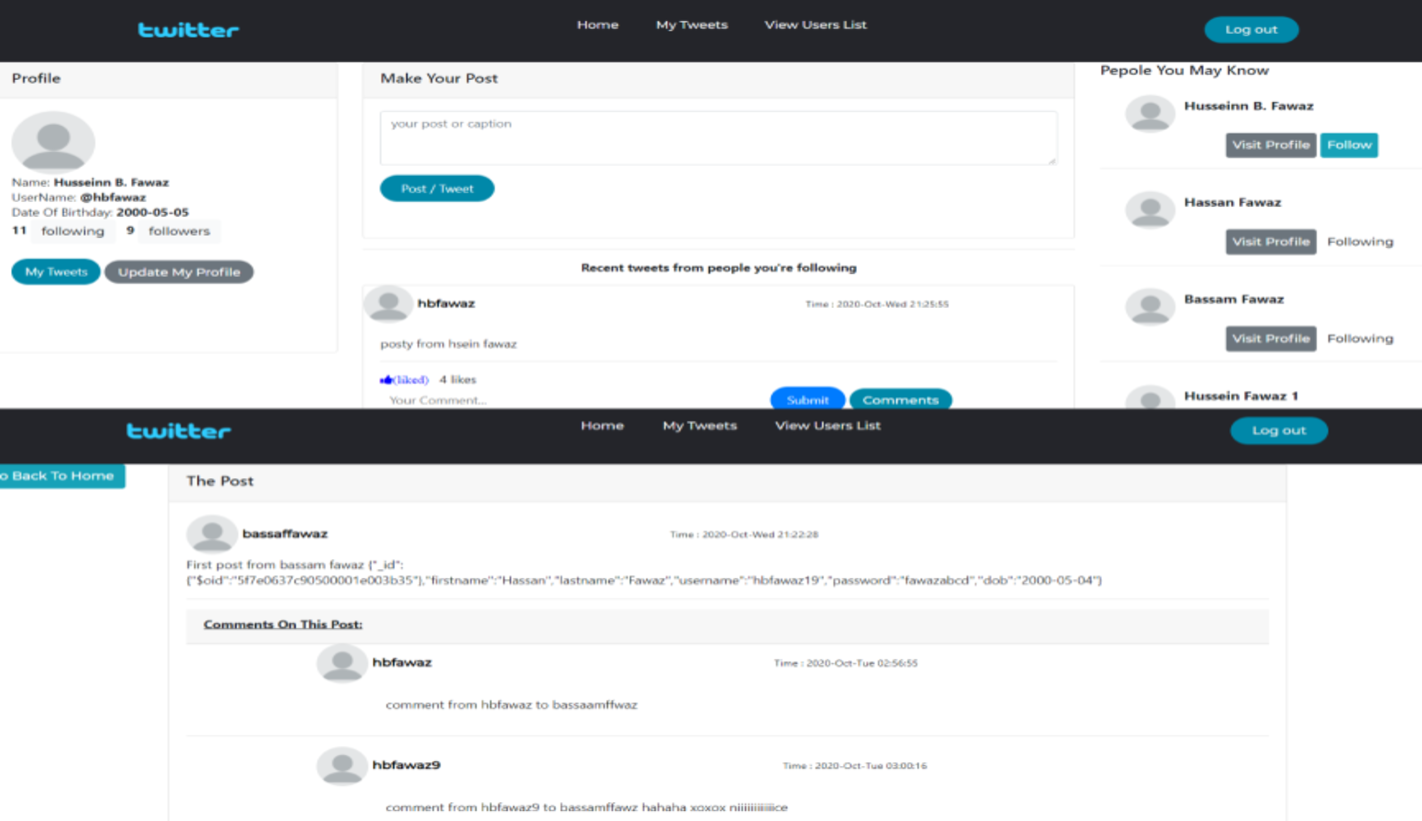 twitter
Home My Tweets View Users List
Log out
Profile
Name: Husseinn B. Fawaz
UserName: @hbfawaz
Date Of Birthday: 2000-05-05
11 following 9 followers
My Tweets Update My Profile
Make Your Post
your post or caption
Post / Tweet
Recent tweets from people you're following
hbfawaz Time : 2020-Oct-Wed 21:25:55
posty from hsein fawaz
(liked) 4 likes
Your Comment...
Submit Comments
Pepole You May Know
Husseinn B. Fawaz
Visit Profile Follow
Hassan Fawaz
Visit Profile Following
Bassam Fawaz
Visit Profile Following
Hussein Fawaz 1
twitter
Home My Tweets View Users List
Log out
o Back To Home
The Post
bassaffawaz Time : 2020-Oct-Wed 21:22:28
First post from bassam fawaz {"_id":
{"$oid":"5f7e0637c90500001e003b35"},"firstname":"Hassan","lastname":"Fawaz","username":"hbfawaz19","password":"fawazabcd","dob":"2000-05-04"}
Comments On This Post:
hbfawaz Time : 2020-Oct-Tue 02:56:55
comment from hbfawaz to bassaamffwaz
hbfawaz9 Time : 2020-Oct-Tue 03:00:16
comment from hbfawaz9 to bassamffawz hahaha xoxox niiiiiiiiiiiice